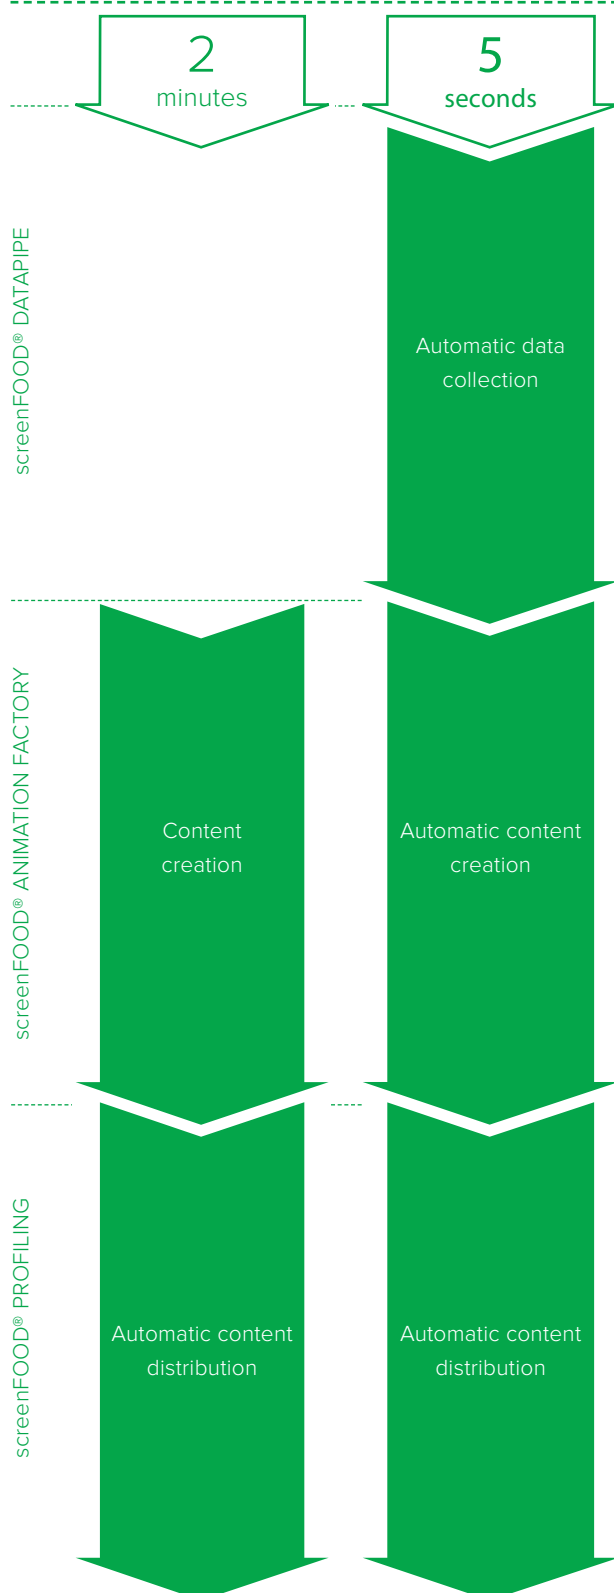 2
minutes
5
seconds
screenFOOD® DATAPIPE
Automatic data
collection
screenFOOD® ANIMATION FACTORY
Content
creation
Automatic content
creation
screenFOOD® PROFILING
Automatic content
distribution
Automatic content
distribution